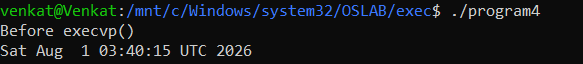 venkat@Venkat:/mnt/c/Windows/system32/OSLAB/exec$ ./program4
Before execvp()
Sat Aug  1 03:40:15 UTC 2026